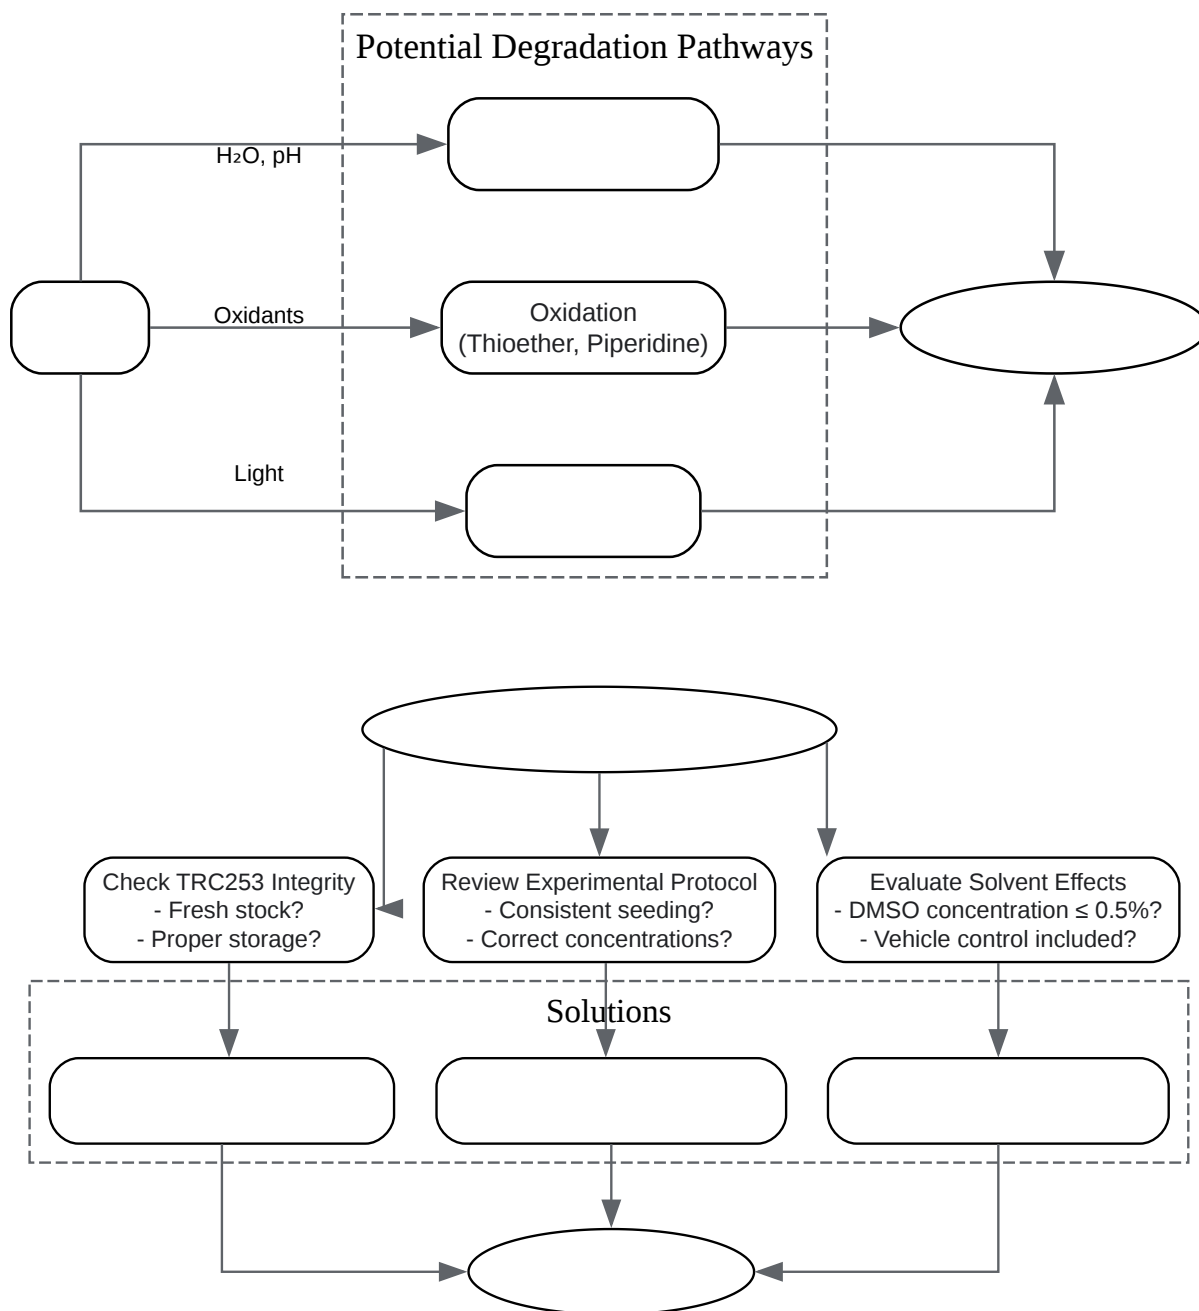 Potential Degradation Pathways
H₂O, pH
Oxidants
Oxidation
(Thioether, Piperidine)
Light
Check TRC253 Integrity
- Fresh stock?
- Proper storage?
Review Experimental Protocol
- Consistent seeding?
- Correct concentrations?
Evaluate Solvent Effects
- DMSO concentration ≤ 0.5%?
- Vehicle control included?
Solutions